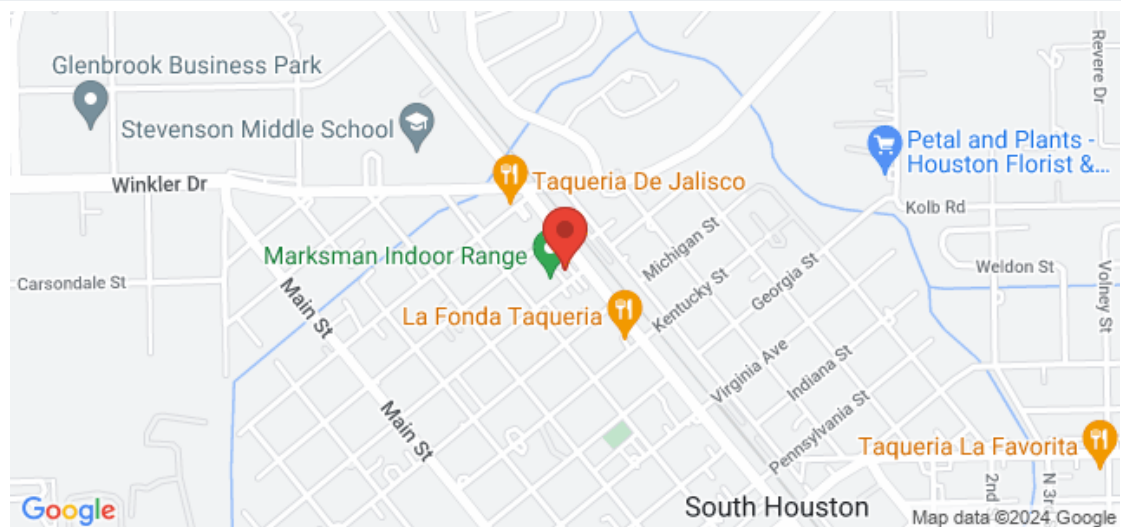 Revere Dr
Glenbrook Business Park
Stevenson Middle School
Petal and Plants -
Houston Florist &...
Winkler Dr
Taqueria De Jalisco
Kolb Rd
Michigan St
Marksman Indoor Range
Carsondale St
Weldon St
Georgia St
Kentucky St
Volney St
Main St
La Fonda Taqueria
Virginia Ave
Indiana St
Main St
Pennsylvania St
Taqueria La Favorita
2nd S
N 3r
South Houston
Google
Map data ©2024 Google